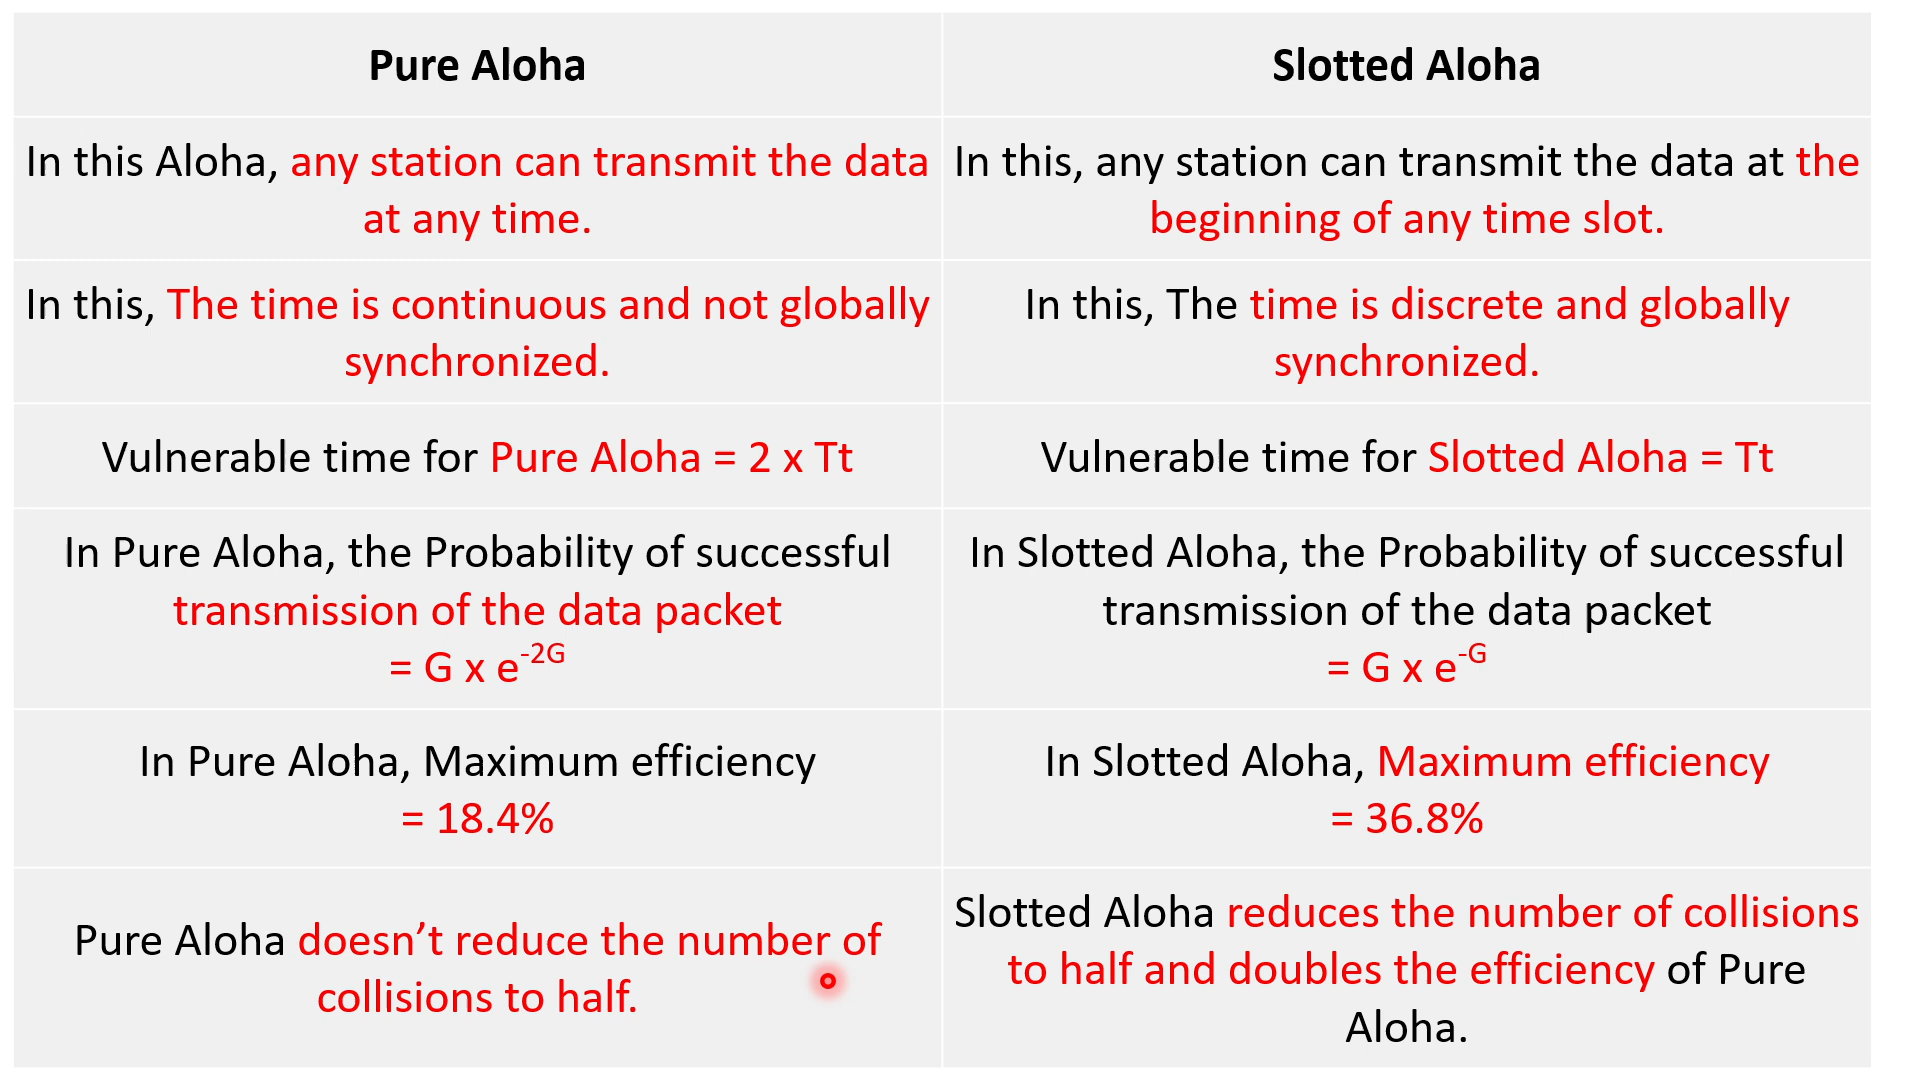 Pure Aloha
Slotted Aloha
In this Aloha, any station can transmit the data
at any time.
In this, any station can transmit the data at the
beginning of any time slot.
In this, The time is continuous and not globally
synchronized.
In this, The time is discrete and globally
synchronized.
Vulnerable time for Pure Aloha = 2 x Tt
Vulnerable time for Slotted Aloha = Tt
In Pure Aloha, the Probability of successful
transmission of the data packet
= G x e^-2G
In Slotted Aloha, the Probability of successful
transmission of the data packet
= G x e^-G
In Pure Aloha, Maximum efficiency
= 18.4%
In Slotted Aloha, Maximum efficiency
= 36.8%
Pure Aloha doesn’t reduce the number of
collisions to half.
Slotted Aloha reduces the number of collisions
to half and doubles the efficiency of Pure
Aloha.